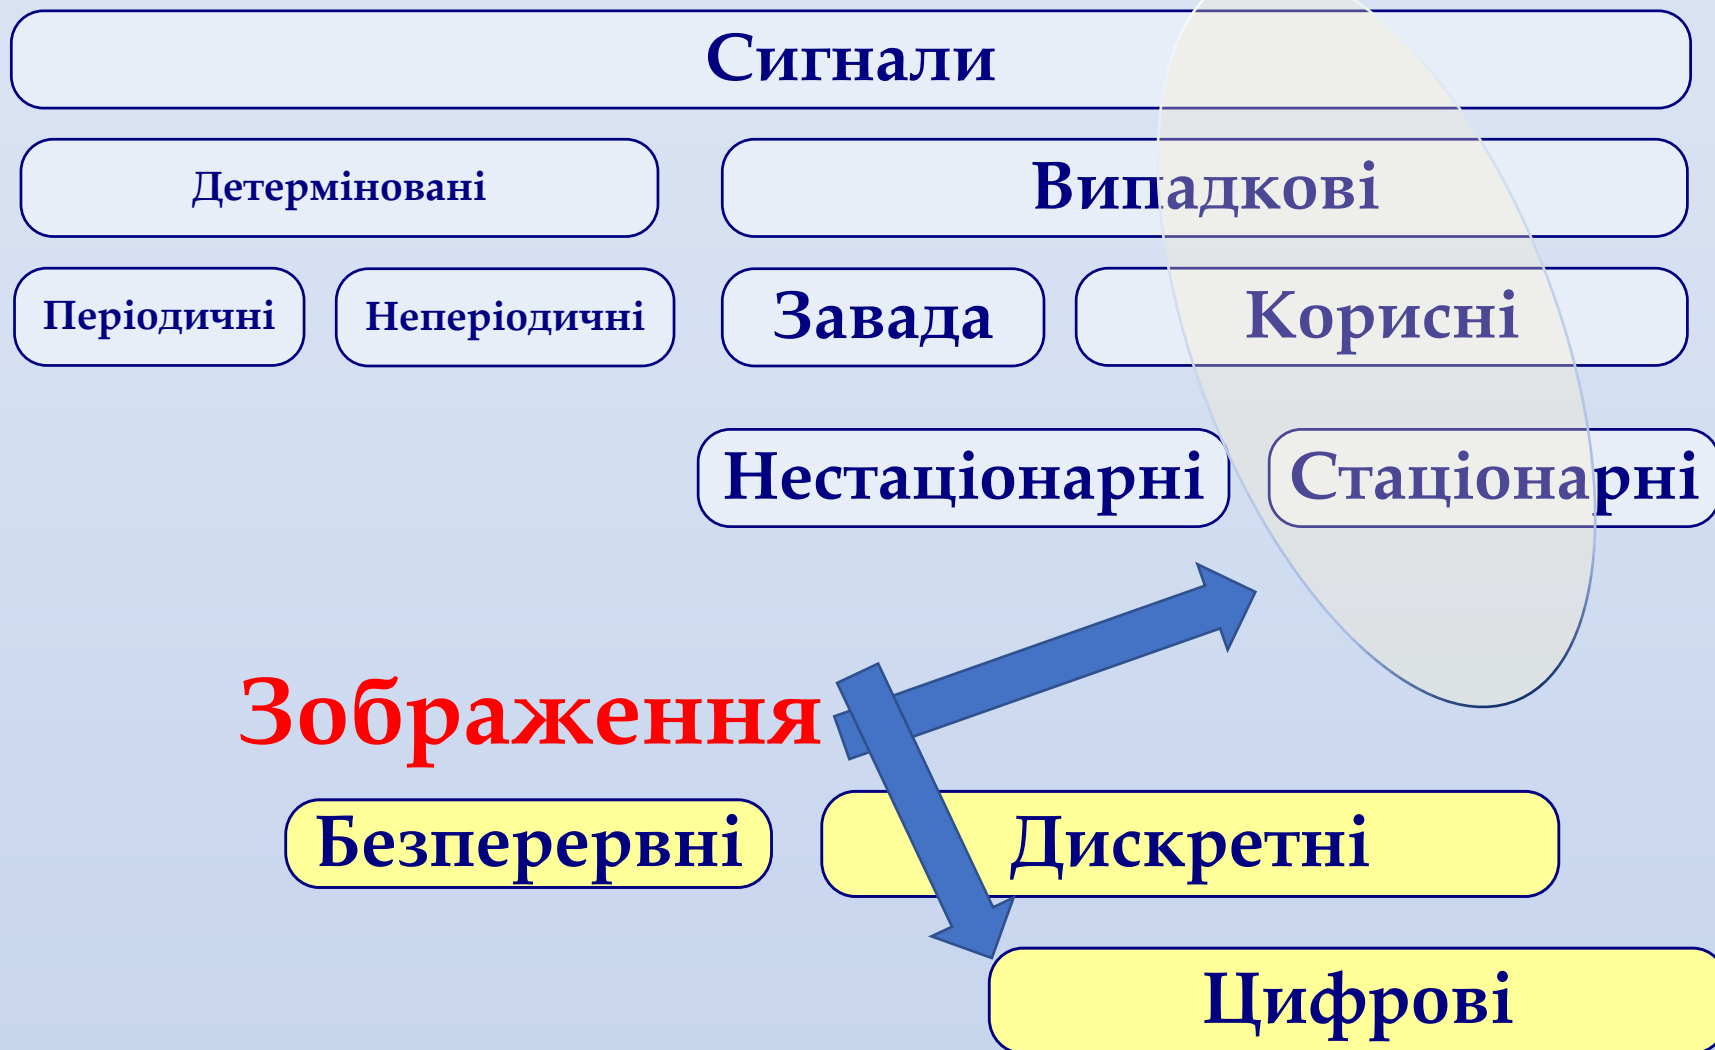 Сигнали
Детерміновані
Випадкові
Періодичні
Неперіодичні
Завада
Корисні
Нестаціонарні
Стаціонарні
Зображення
Безперервні
Дискретні
Цифрові